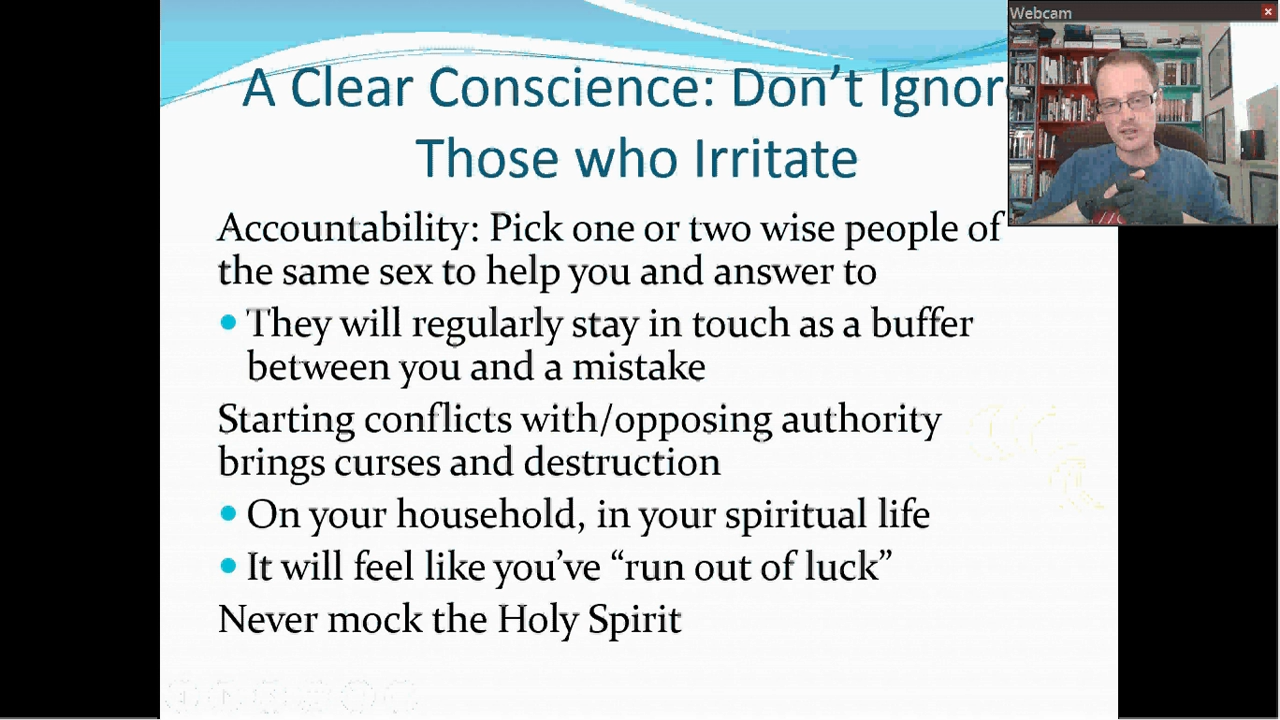 Webcam
A Clear Conscience: Don’t Ignor
Those who Irritate
Accountability: Pick one or two wise people of
the same sex to help you and answer to
They will regularly stay in touch as a buffer
between you and a mistake
Starting conflicts with/opposing authority
brings curses and destruction
On your household, in your spiritual life
It will feel like you’ve “run out of luck”
Never mock the Holy Spirit